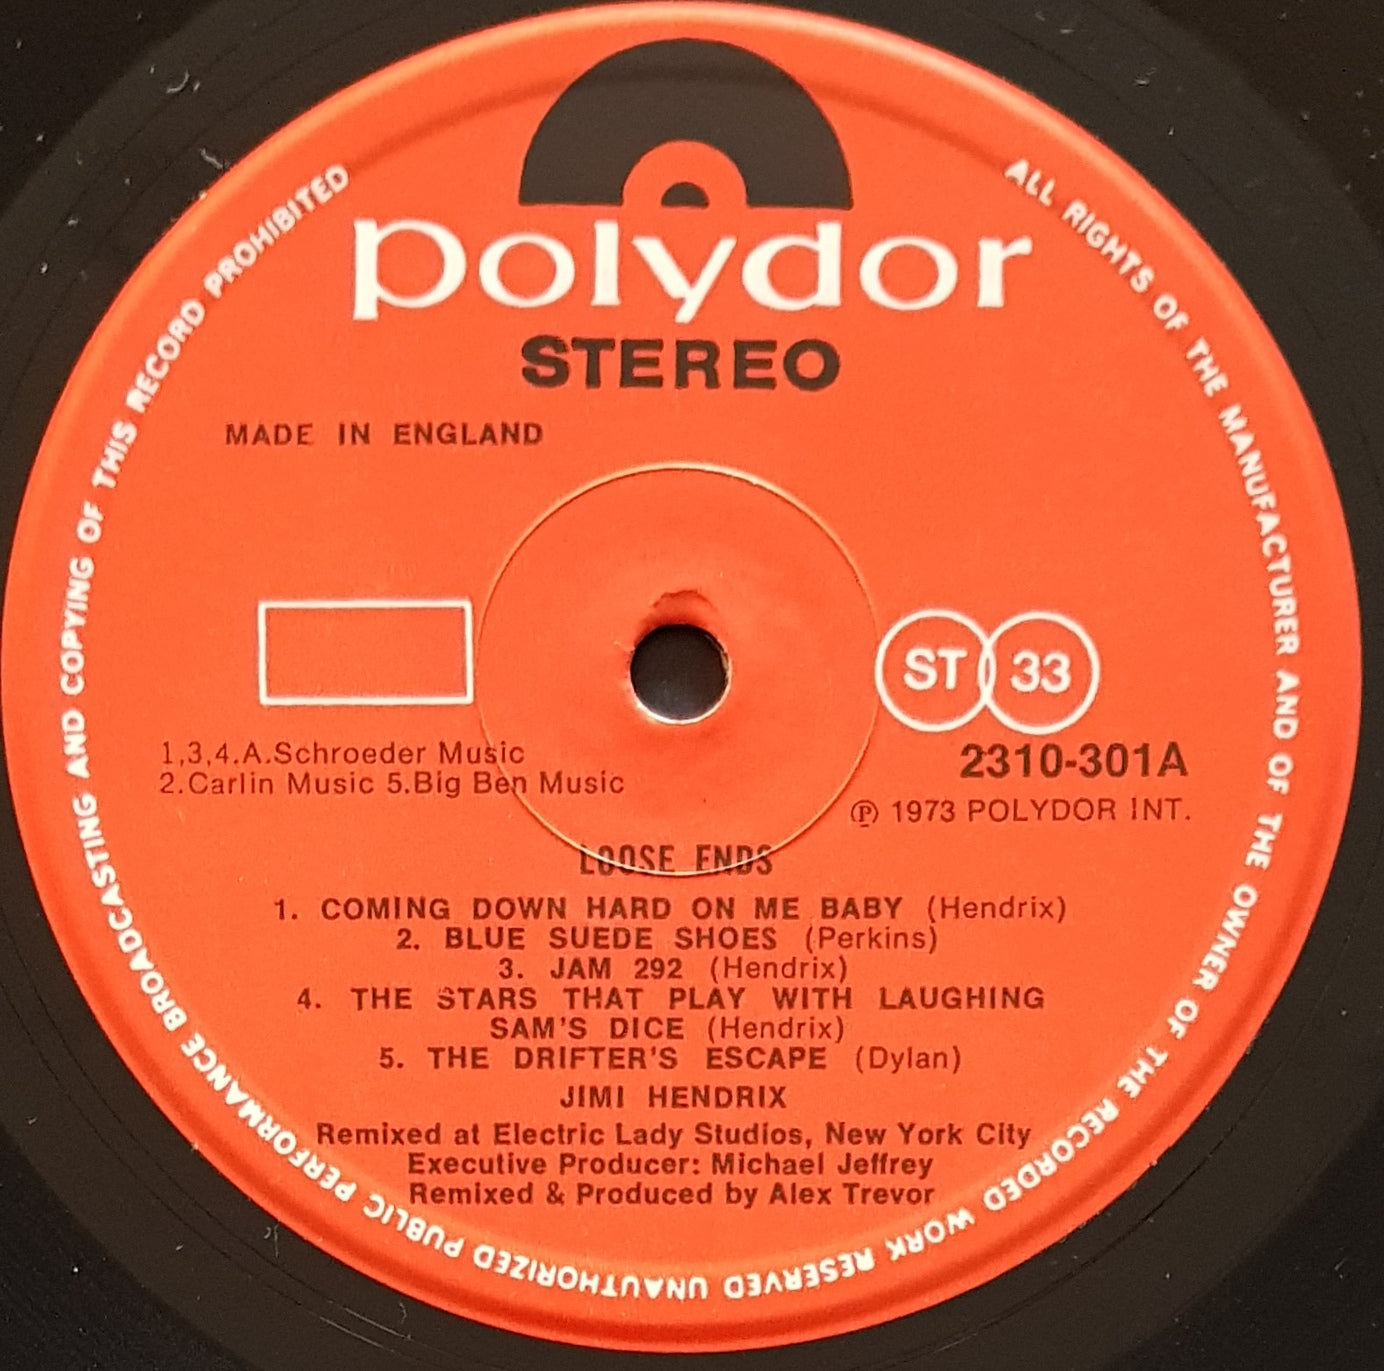 polydor
STEREO
MADE IN ENGLAND
ST 33
1,3,4.A.Schroeder Music
2.Carlin Music 5.Big Ben Music
2310-301A
℗ 1973 POLYDOR INT.
LOOSE ENDS
1. COMING DOWN HARD ON ME BABY (Hendrix)
2. BLUE SUEDE SHOES (Perkins)
3. JAM 292 (Hendrix)
4. THE STARS THAT PLAY WITH LAUGHING
SAM'S DICE (Hendrix)
5. THE DRIFTER'S ESCAPE (Dylan)
JIMI HENDRIX
Remixed at Electric Lady Studios, New York City
Executive Producer: Michael Jeffrey
Remixed & Produced by Alex Trevor
ALL RIGHTS OF THE MANUFACTURER AND OF THE OWNER OF THE RECORDED WORK RESERVED UNAUTHORIZED PUBLIC PERFORMANCE BROADCASTING AND COPYING OF THIS RECORD PROHIBITED